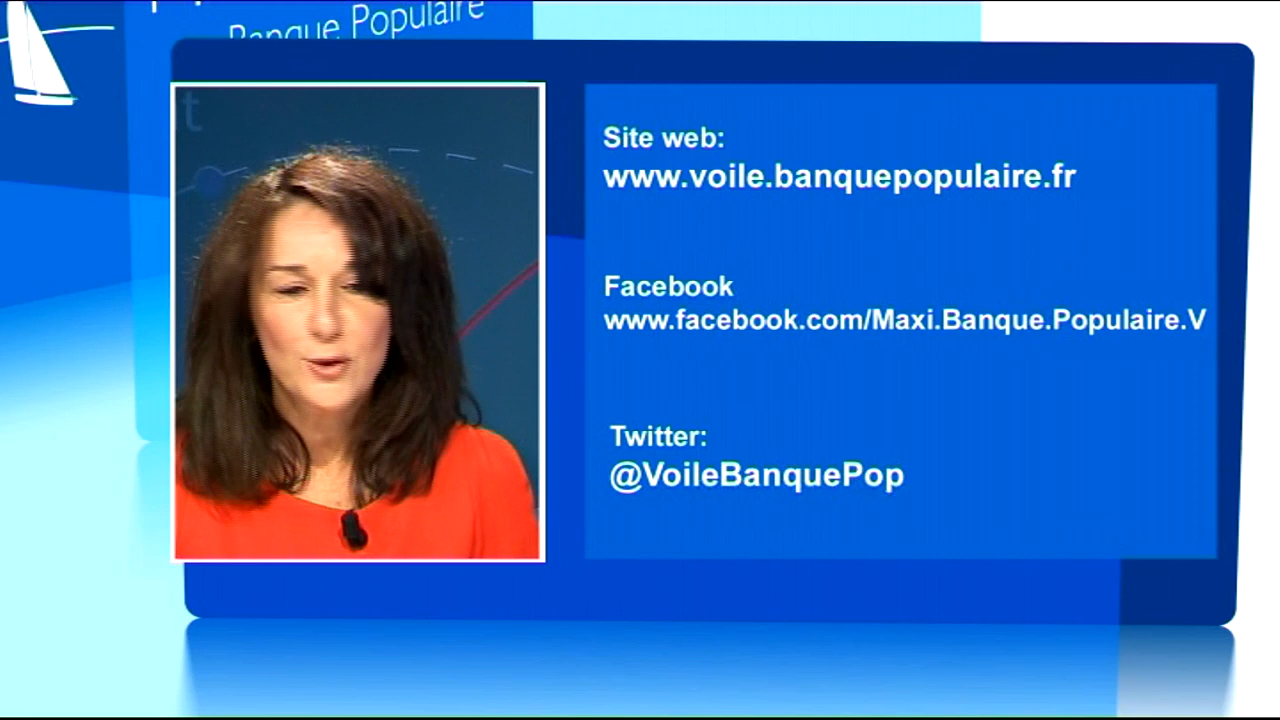 Banque Populaire
t
Site web:
www.voile.banquepopulaire.fr
Facebook
www.facebook.com/Maxi.Banque.Populaire.V
Twitter:
@VoileBanquePop